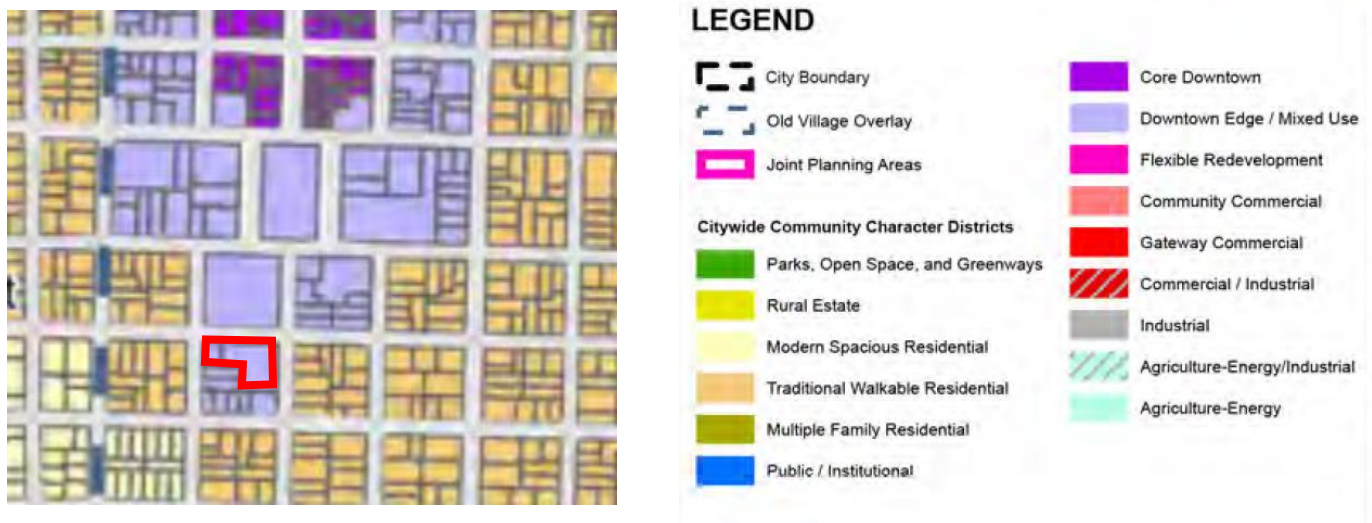 LEGEND
City Boundary
Old Village Overlay
Joint Planning Areas
Citywide Community Character Districts
Parks, Open Space, and Greenways
Rural Estate
Modern Spacious Residential
Traditional Walkable Residential
Multiple Family Residential
Public / Institutional
Core Downtown
Downtown Edge / Mixed Use
Flexible Redevelopment
Community Commercial
Gateway Commercial
Commercial / Industrial
Industrial
Agriculture-Energy/Industrial
Agriculture-Energy